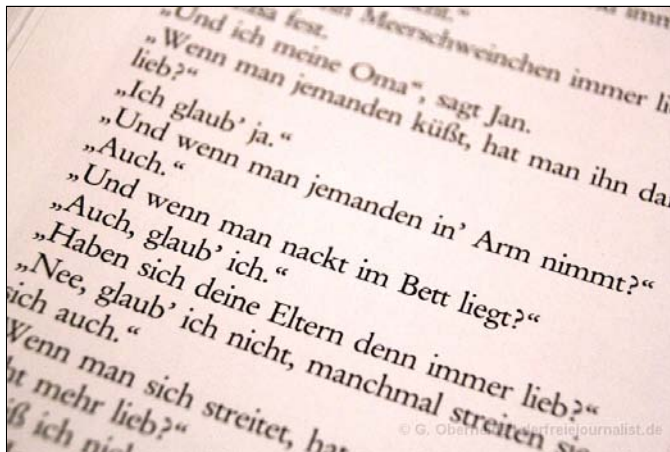 fest.
Meerschweinchen immer
„Und ich meine Oma“, sagt Jan.
„Wenn man jemanden küßt, hat man ihn
lieb?“
„Ich glaub’ ja.“
„Und wenn man jemanden in’ Arm nimmt?“
„Auch.“
„Und wenn man nackt im Bett liegt?“
„Auch, glaub’ ich.“
„Haben sich deine Eltern denn immer lieb?“
„Nee, glaub’ ich nicht, manchmal streiten
sich auch.“
Wenn man sich streitet,
mehr lieb?“
ich
© G.